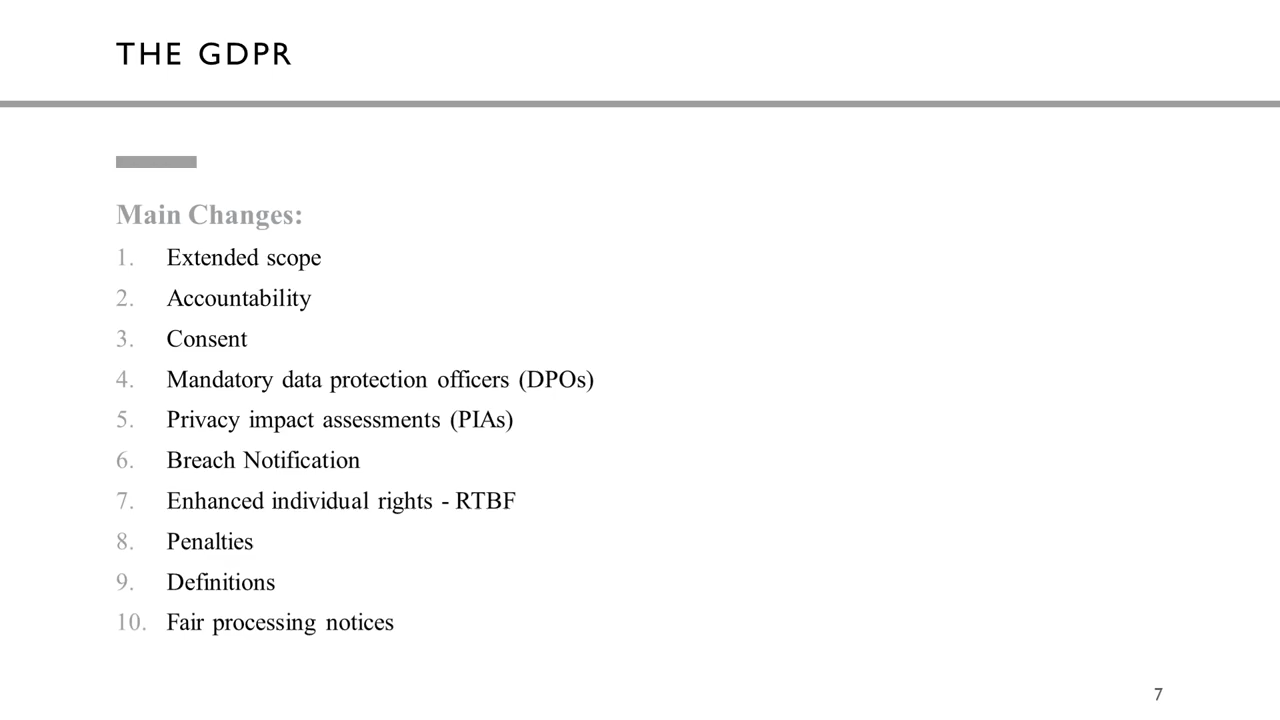 THE GDPR
Main Changes:
1. Extended scope
2. Accountability
3. Consent
4. Mandatory data protection officers (DPOs)
5. Privacy impact assessments (PIAs)
6. Breach Notification
7. Enhanced individual rights - RTBF
8. Penalties
9. Definitions
10. Fair processing notices
7